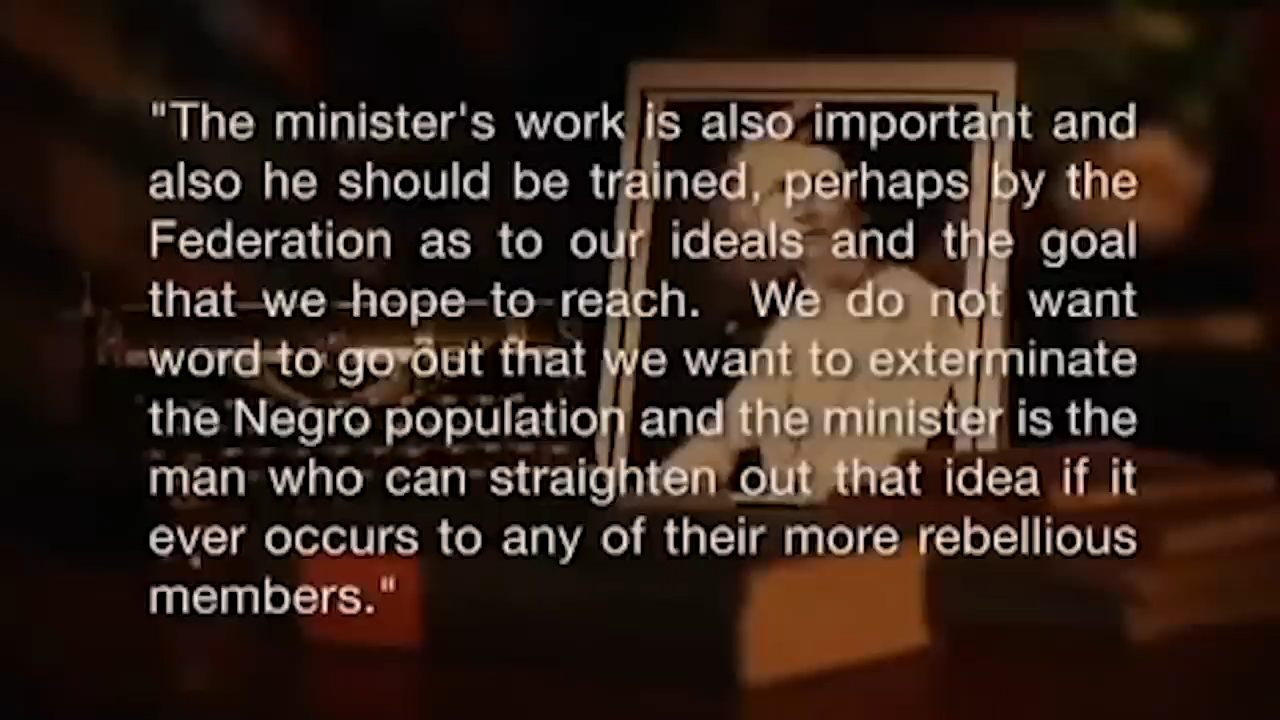 "The minister's work is also important and
also he should be trained, perhaps by the
Federation as to our ideals and the goal
that we hope to reach.  We do not want
word to go out that we want to exterminate
the Negro population and the minister is the
man who can straighten out that idea if it
ever occurs to any of their more rebellious
members."